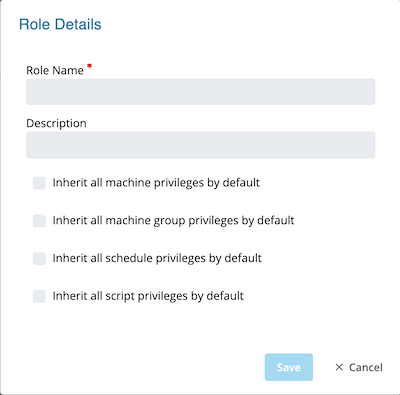 Role Details
Role Name *
Description
Inherit all machine privileges by default
Inherit all machine group privileges by default
Inherit all schedule privileges by default
Inherit all script privileges by default
Save × Cancel